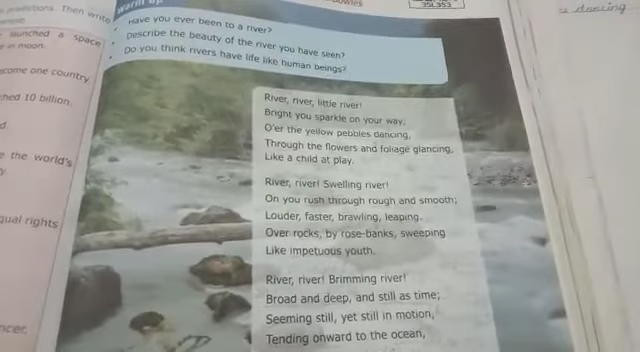 Then write
launched a space
moon.
come one country
hed 10 billion
the world's
qual rights
ncer.
warm up
owles
35L353
Have you ever been to a river?
Describe the beauty of the river you have seen?
Do you think rivers have life like human beings?
River, river, little river!
Bright you sparkle on your way;
O'er the yellow pebbles dancing,
Through the flowers and foliage glancing,
Like a child at play.
River, river! Swelling river!
On you rush through rough and smooth;
Louder, faster, brawling, leaping.
Over rocks, by rose-banks, sweeping
Like impetuous youth.
River, river! Brimming river!
Broad and deep, and still as time;
Seeming still, yet still in motion,
Tending onward to the ocean,
dancing